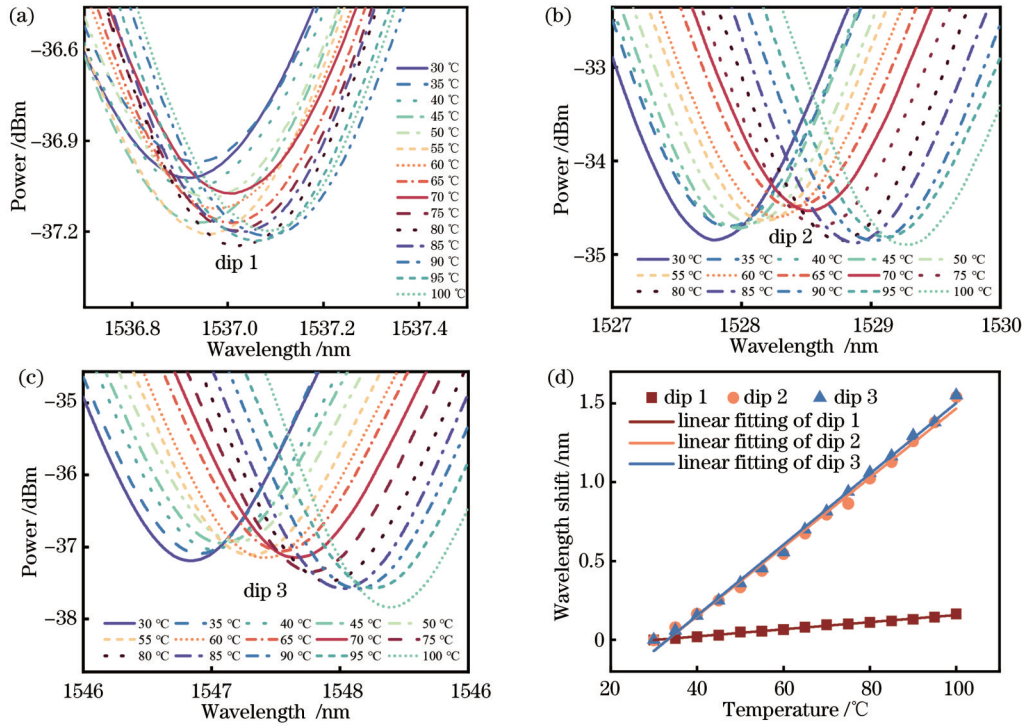 (a)
−36.6
−36.9
−37.2
Power /dBm
30 ℃
35 ℃
40 ℃
45 ℃
50 ℃
55 ℃
60 ℃
65 ℃
70 ℃
75 ℃
80 ℃
85 ℃
90 ℃
95 ℃
100 ℃
dip 1
1536.8 1537.0 1537.2 1537.4
Wavelength /nm
(b)
−33
−34
−35
Power /dBm
dip 2
30 ℃ 35 ℃ 40 ℃ 45 ℃ 50 ℃
55 ℃ 60 ℃ 65 ℃ 70 ℃ 75 ℃
80 ℃ 85 ℃ 90 ℃ 95 ℃ 100 ℃
1527 1528 1529 1530
Wavelength /nm
(c)
−35
−36
−37
−38
Power /dBm
dip 3
30 ℃ 35 ℃ 40 ℃ 45 ℃ 50 ℃
55 ℃ 60 ℃ 65 ℃ 70 ℃ 75 ℃
80 ℃ 85 ℃ 90 ℃ 95 ℃ 100 ℃
1546 1547 1548 1546
Wavelength /nm
(d)
1.5
1.0
0.5
0
Wavelength shift /nm
dip 1 dip 2 dip 3
linear fitting of dip 1
linear fitting of dip 2
linear fitting of dip 3
20 40 60 80 100
Temperature /℃